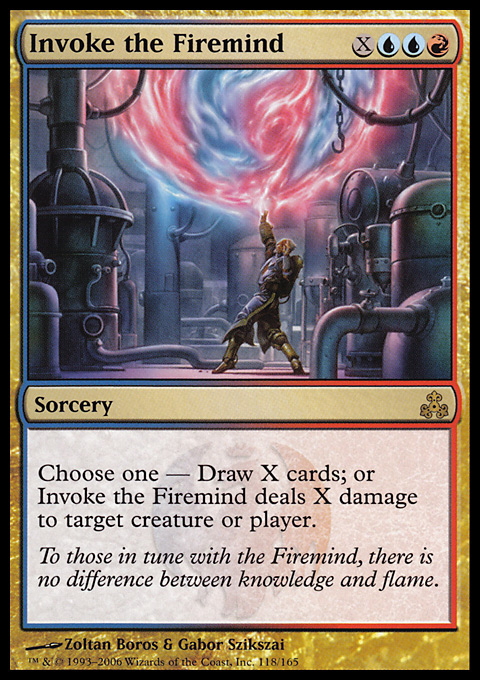 Invoke the Firemind X
Sorcery
Choose one — Draw X cards; or
Invoke the Firemind deals X damage
to target creature or player.
To those in tune with the Firemind, there is
no difference between knowledge and flame.
Zoltan Boros & Gabor Szikszai
™ & © 1993–2006 Wizards of the Coast, Inc. 118/165